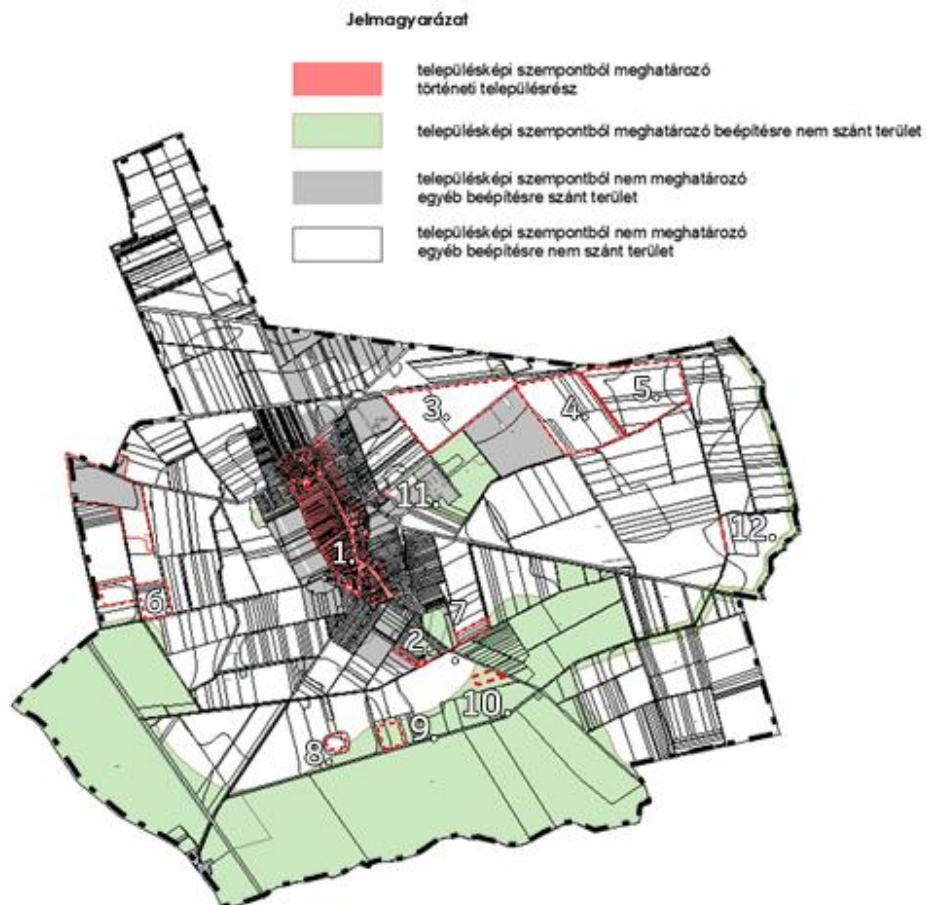 Jelmagyarázat
településképi szempontból meghatározó
történeti településrész
településképi szempontból meghatározó beépítésre nem szánt terület
településképi szempontból nem meghatározó
egyéb beépítésre szánt terület
településképi szempontból nem meghatározó
egyéb beépítésre nem szánt terület
3.
4.
5.
11.
12.
1.
6.
7.
2.
10.
9.
8.